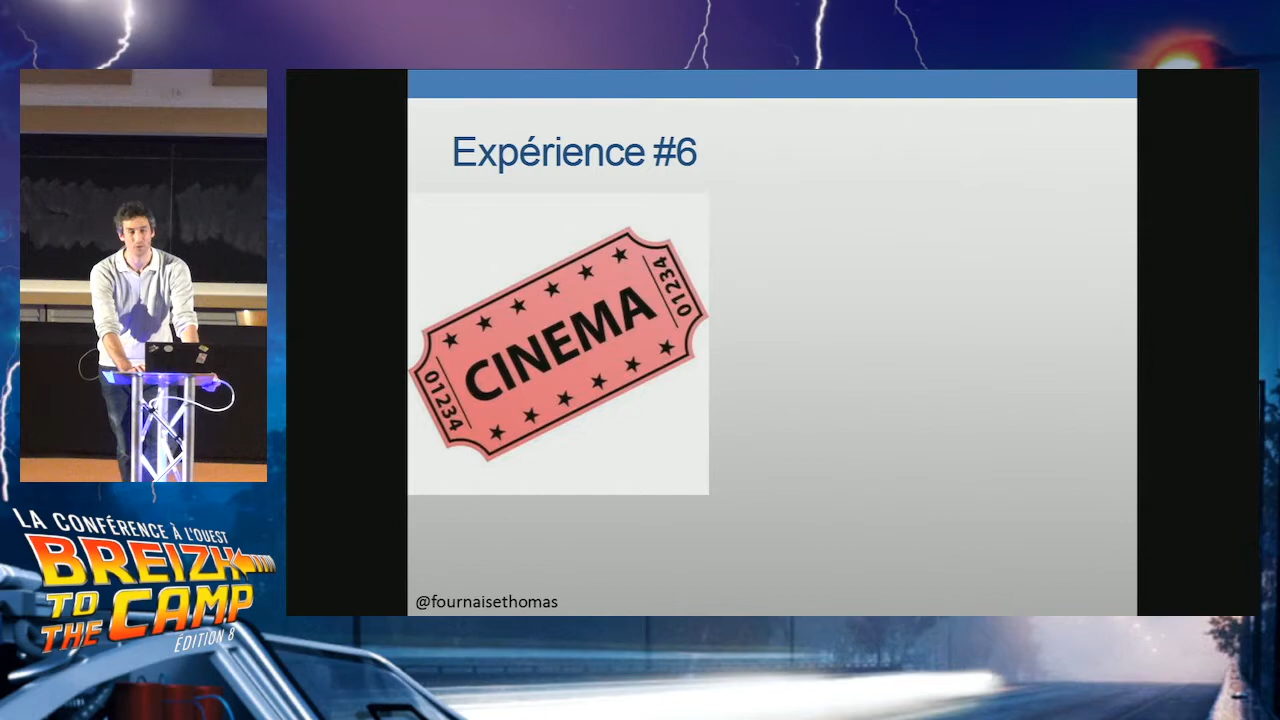 Expérience #6
CINEMA
01234
01234
@fournaisethomas
LA CONFÉRENCE À L'OUEST
BREIZH
TO
THE CAMP
ÉDITION 8